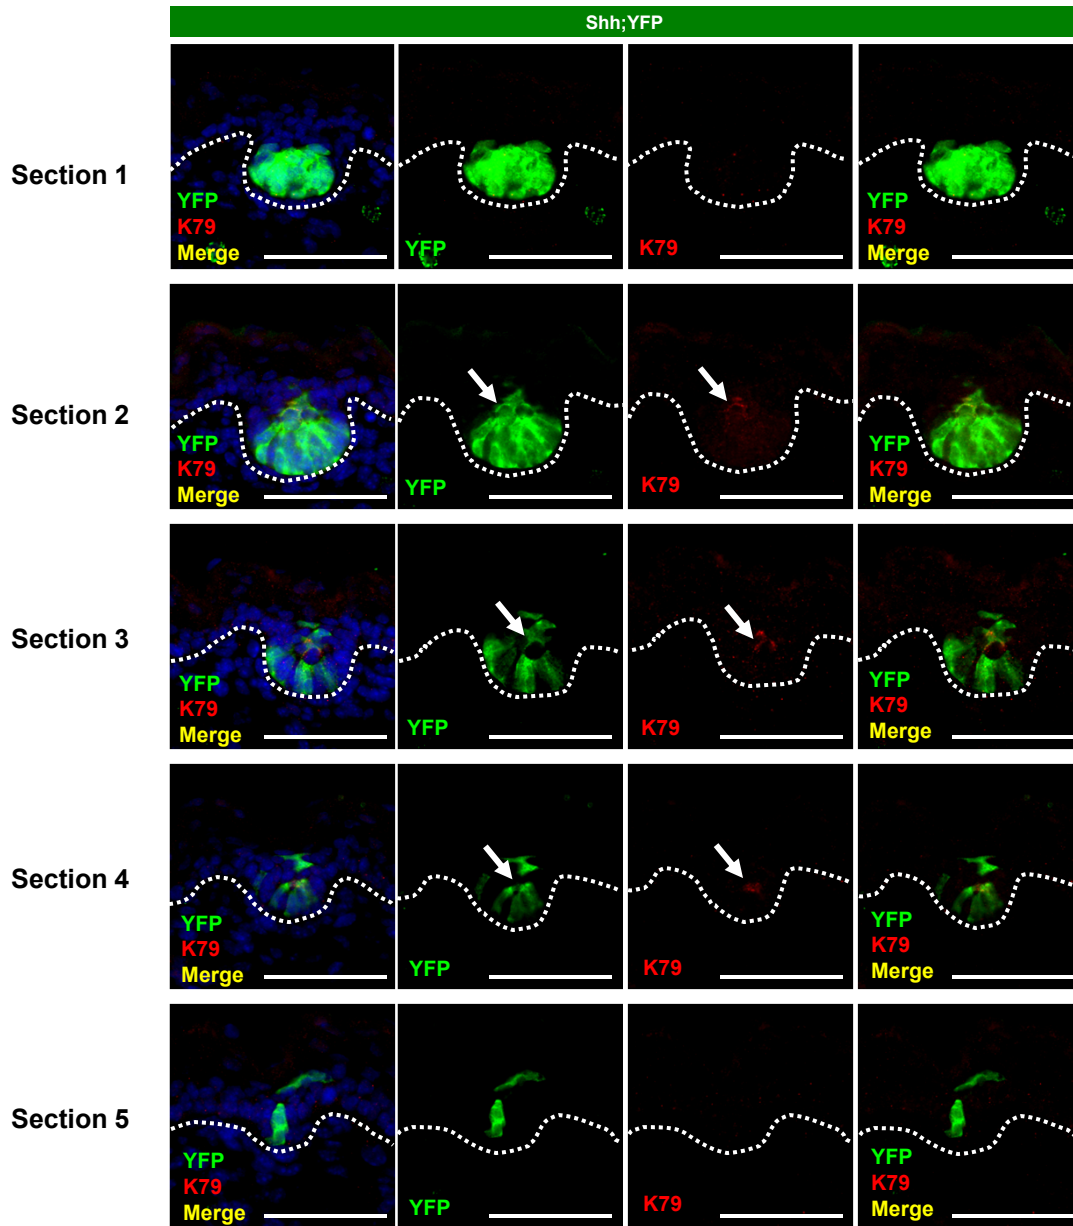 Shh;YFP
Section 1
YFP
K79
Merge
YFP
K79
YFP
K79
Merge
Section 2
YFP
K79
Merge
YFP
K79
YFP
K79
Merge
Section 3
YFP
K79
Merge
YFP
K79
YFP
K79
Merge
Section 4
YFP
K79
Merge
YFP
K79
YFP
K79
Merge
Section 5
YFP
K79
Merge
YFP
K79
YFP
K79
Merge